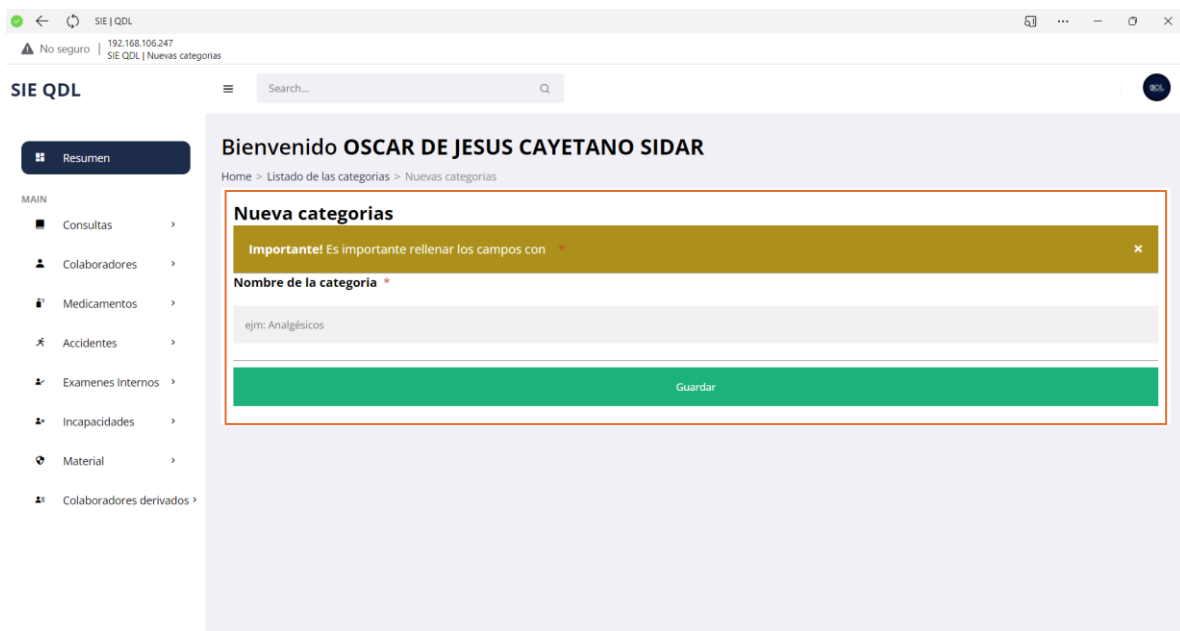 SIE | QDL
No seguro
192.168.106.247
SIE QDL | Nuevas categorias
SIE QDL
Search...
QDL
Resumen
Bienvenido OSCAR DE JESUS CAYETANO SIDAR
Home > Listado de las categorias > Nuevas categorias
MAIN
Consultas
Colaboradores
Medicamentos
Accidentes
Examenes Internos
Incapacidades
Material
Colaboradores derivados
Nueva categorias
Importante! Es importante rellenar los campos con *
Nombre de la categoria *
ejm: Analgésicos
Guardar